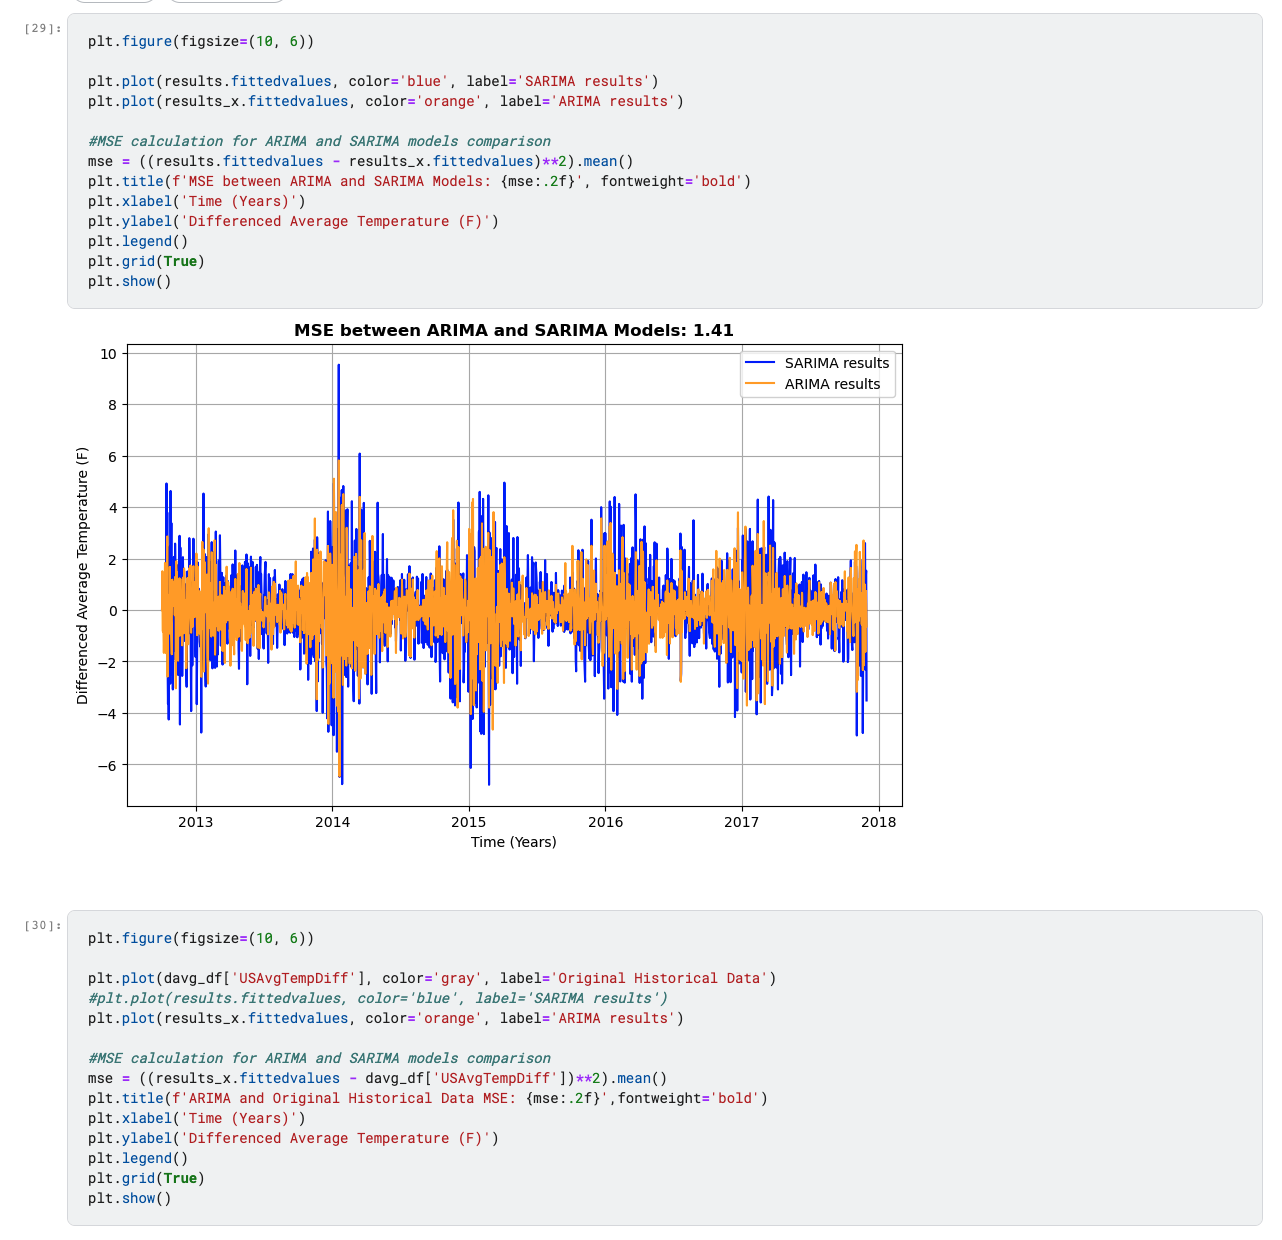 [29]:
plt.figure(figsize=(10, 6))
plt.plot(results.fittedvalues, color='blue', label='SARIMA results')
plt.plot(results_x.fittedvalues, color='orange', label='ARIMA results')
#MSE calculation for ARIMA and SARIMA models comparison
mse = ((results.fittedvalues - results_x.fittedvalues)**2).mean()
plt.title(f'MSE between ARIMA and SARIMA Models: {mse:.2f}', fontweight='bold')
plt.xlabel('Time (Years)')
plt.ylabel('Differenced Average Temperature (F)')
plt.legend()
plt.grid(True)
plt.show()
MSE between ARIMA and SARIMA Models: 1.41
SARIMA results
ARIMA results
10
8
6
4
2
0
−2
−4
−6
Differenced Average Temperature (F)
2013 2014 2015 2016 2017 2018
Time (Years)
[30]:
plt.figure(figsize=(10, 6))
plt.plot(davg_df['USAvgTempDiff'], color='gray', label='Original Historical Data')
#plt.plot(results.fittedvalues, color='blue', label='SARIMA results')
plt.plot(results_x.fittedvalues, color='orange', label='ARIMA results')
#MSE calculation for ARIMA and SARIMA models comparison
mse = ((results_x.fittedvalues - davg_df['USAvgTempDiff'])**2).mean()
plt.title(f'ARIMA and Original Historical Data MSE: {mse:.2f}',fontweight='bold')
plt.xlabel('Time (Years)')
plt.ylabel('Differenced Average Temperature (F)')
plt.legend()
plt.grid(True)
plt.show()